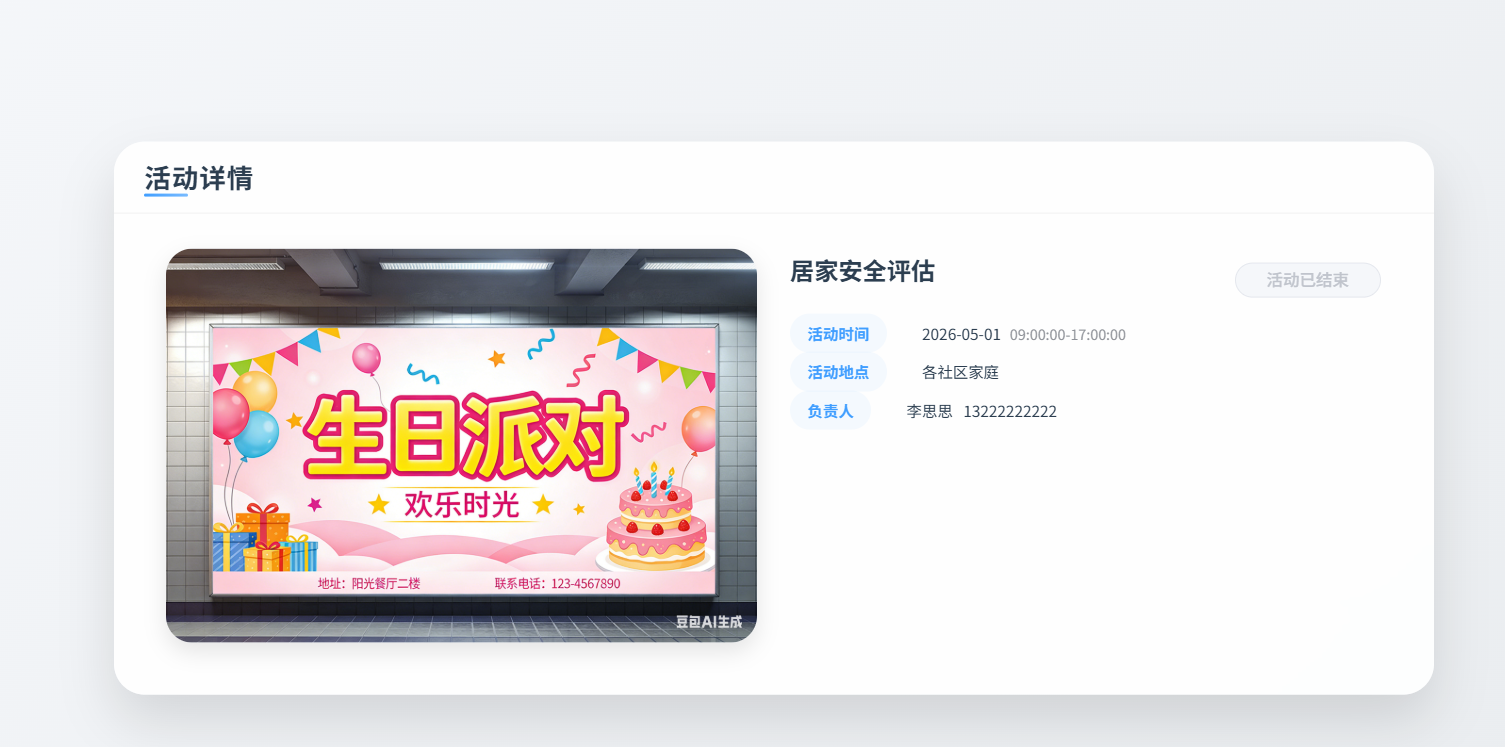 活动详情
生日派对
欢乐时光
地址：阳光餐厅二楼 联系电话：123-4567890
豆包AI生成
居家安全评估
活动已结束
活动时间 2026-05-01 09:00:00-17:00:00
活动地点 各社区家庭
负责人 李思思 13222222222